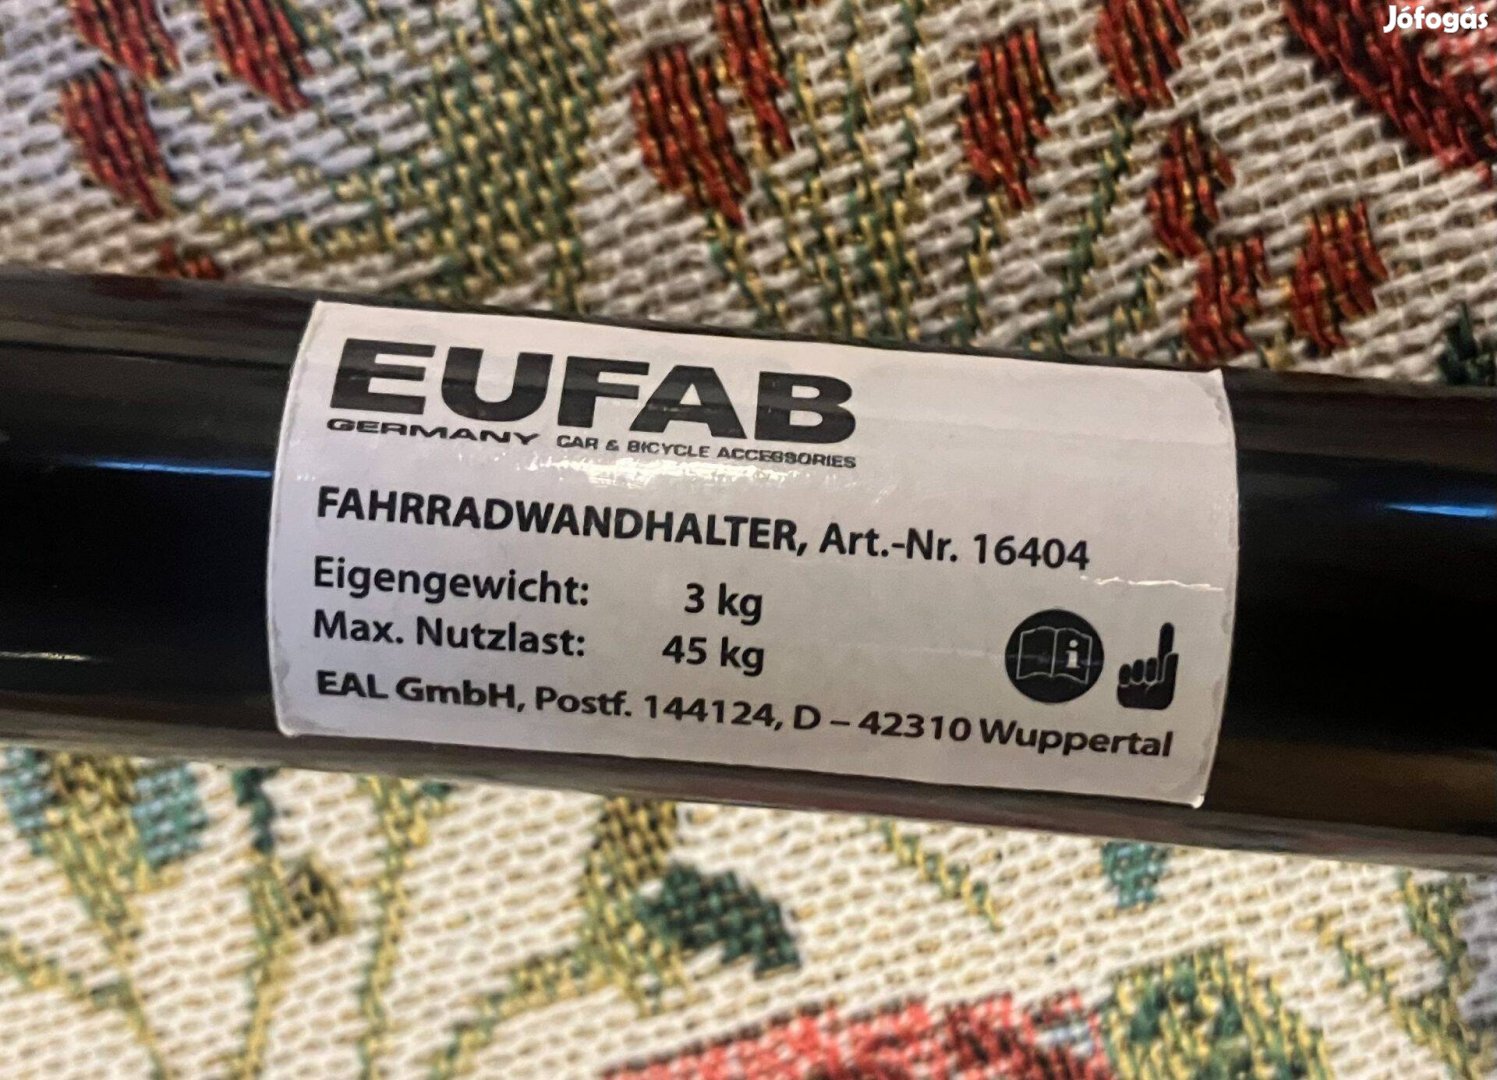 Jófogás
EUFAB
GERMANY CAR & BICYCLE ACCESSORIES
FAHRRADWANDHALTER, Art.-Nr. 16404
Eigengewicht: 3 kg
Max. Nutzlast: 45 kg
EAL GmbH, Postf. 144124, D – 42310 Wuppertal